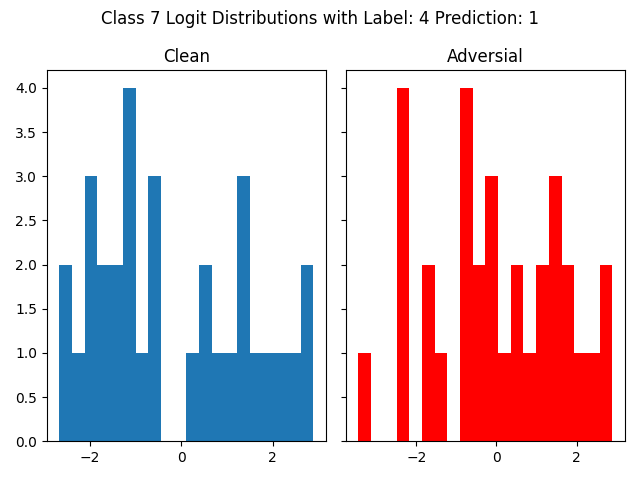 Class 7 Logit Distributions with Label: 4 Prediction: 1
Clean
Adversial
4.0
3.5
3.0
2.5
2.0
1.5
1.0
0.5
0.0
−2 0 2
−2 0 2